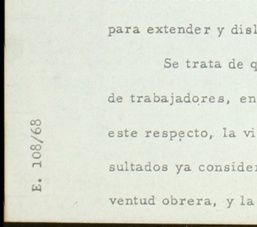 para extender y disl
Se trata de q
de trabajadores, en
este respecto, la vi
sultados ya consider
ventud obrera, y la
E. 108/68